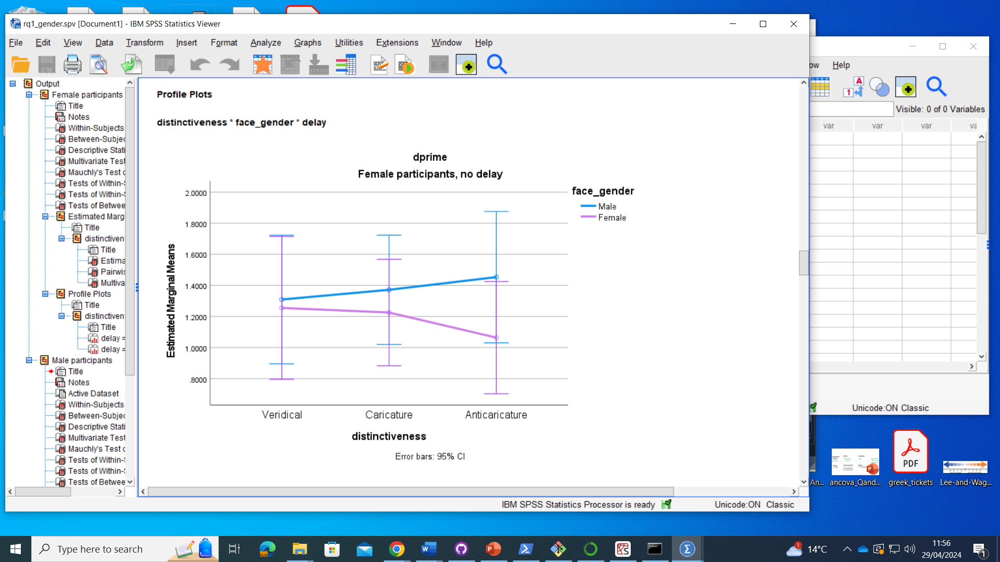 rq1_gender.spv [Document1] - IBM SPSS Statistics Viewer
File Edit View Data Transform Insert Format Analyze Graphs Utilities Extensions Window Help
Output
Female participants
Title
Notes
Within-Subjects
Between-Subjec
Descriptive Stati
Multivariate Test
Mauchly's Test o
Tests of Within-S
Tests of Within-S
Tests of Betwee
Estimated Marg
Title
distinctiven
Title
Estima
Pairwis
Multiva
Profile Plots
Title
distinctiven
Title
delay =
delay =
Male participants
Title
Notes
Active Dataset
Within-Subjects
Between-Subjec
Descriptive Stati
Multivariate Test
Mauchly's Test o
Tests of Within-S
Tests of Within-S
Tests of Betwee
Profile Plots
distinctiveness * face_gender * delay
dprime
Female participants, no delay
face_gender
Male
Female
Estimated Marginal Means
2.0000
1.8000
1.6000
1.4000
1.2000
1.0000
.8000
Veridical Caricature Anticaricature
distinctiveness
Error bars: 95% CI
IBM SPSS Statistics Processor is ready Unicode:ON Classic
ow Help
Visible: 0 of 0 Variables
var var var va
Unicode:ON Classic
PDF
An... ancova_Qand... greek_tickets Lee-and-Wag...
Type here to search
14°C
11:56
29/04/2024